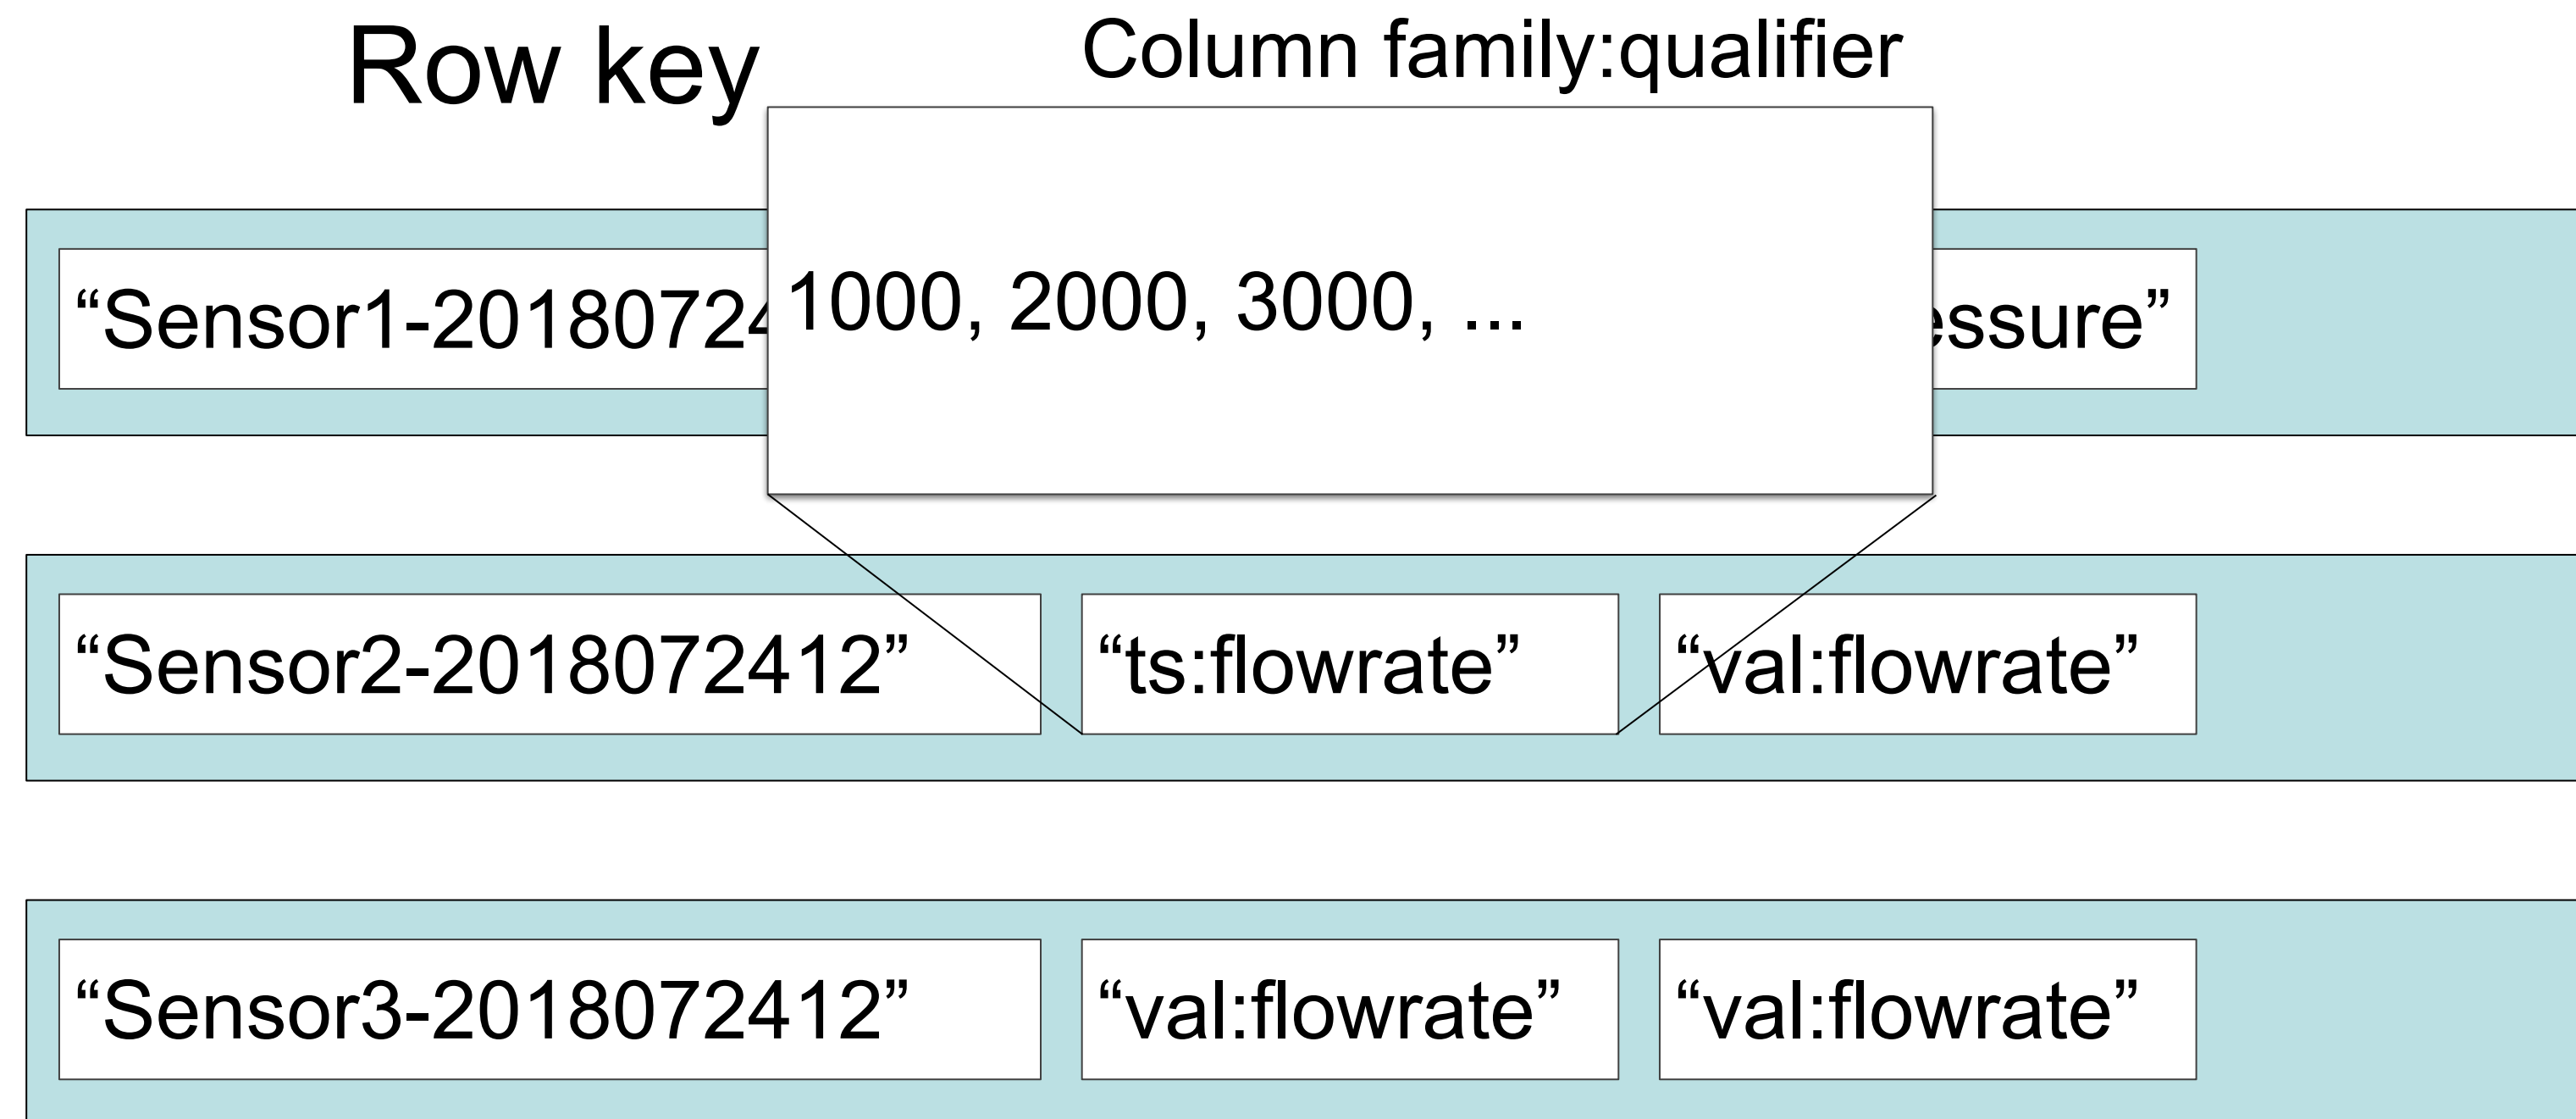 Row key
Column family:qualifier
“Sensor1-2018072
1000, 2000, 3000, ...
essure”
“Sensor2-2018072412”
“ts:flowrate”
“val:flowrate”
“Sensor3-2018072412”
“val:flowrate”
“val:flowrate”